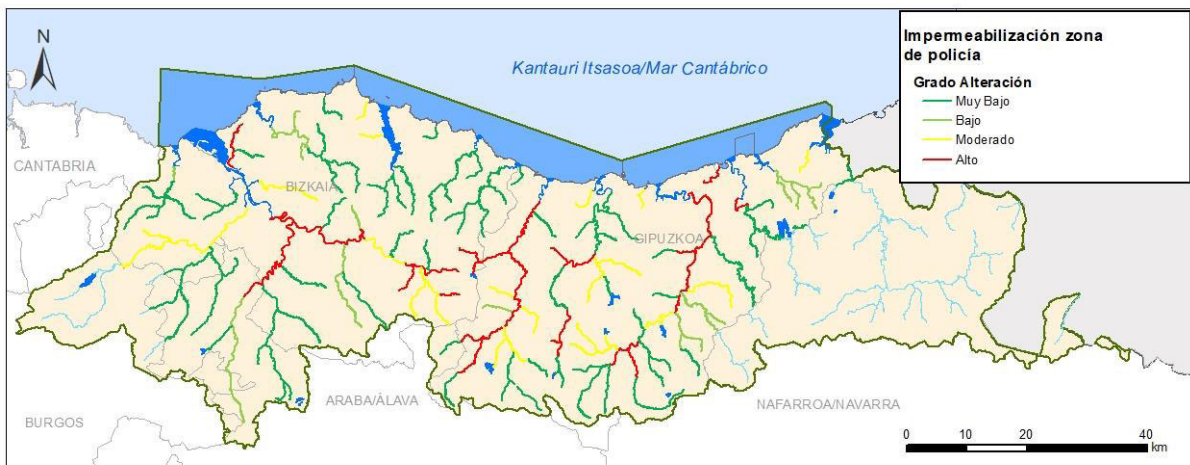 N
Kantauri Itsasoa/Mar Cantábrico
Impermeabilización zona
de policía
Grado Alteración
Muy Bajo
Bajo
Moderado
Alto
CANTABRIA
BIZKAIA
GIPUZKOA
ARABA/ÀLAVA
NAFARROA/NAVARRA
BURGOS
0 10 20 40
km